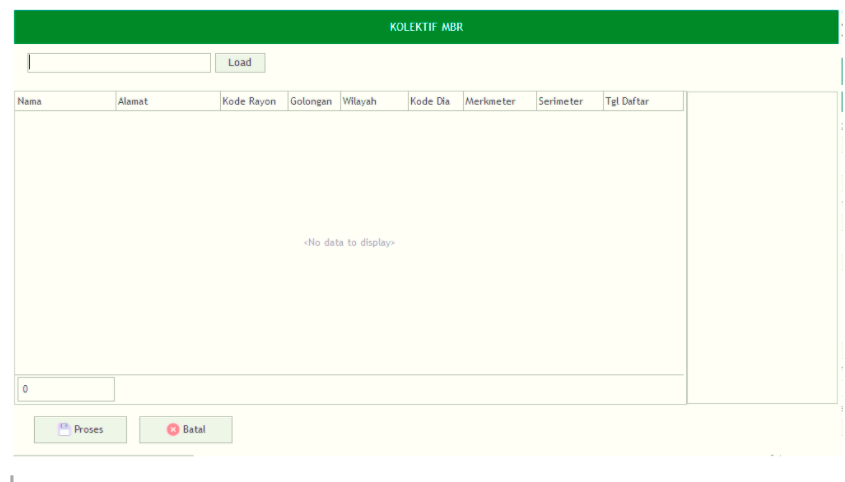 KOLEKTIF MBR
Load
Nama Alamat Kode Rayon Golongan Wilayah Kode Dia Merkmeter Serimeter Tgl Daftar
<No data to display>
0
Proses Batal